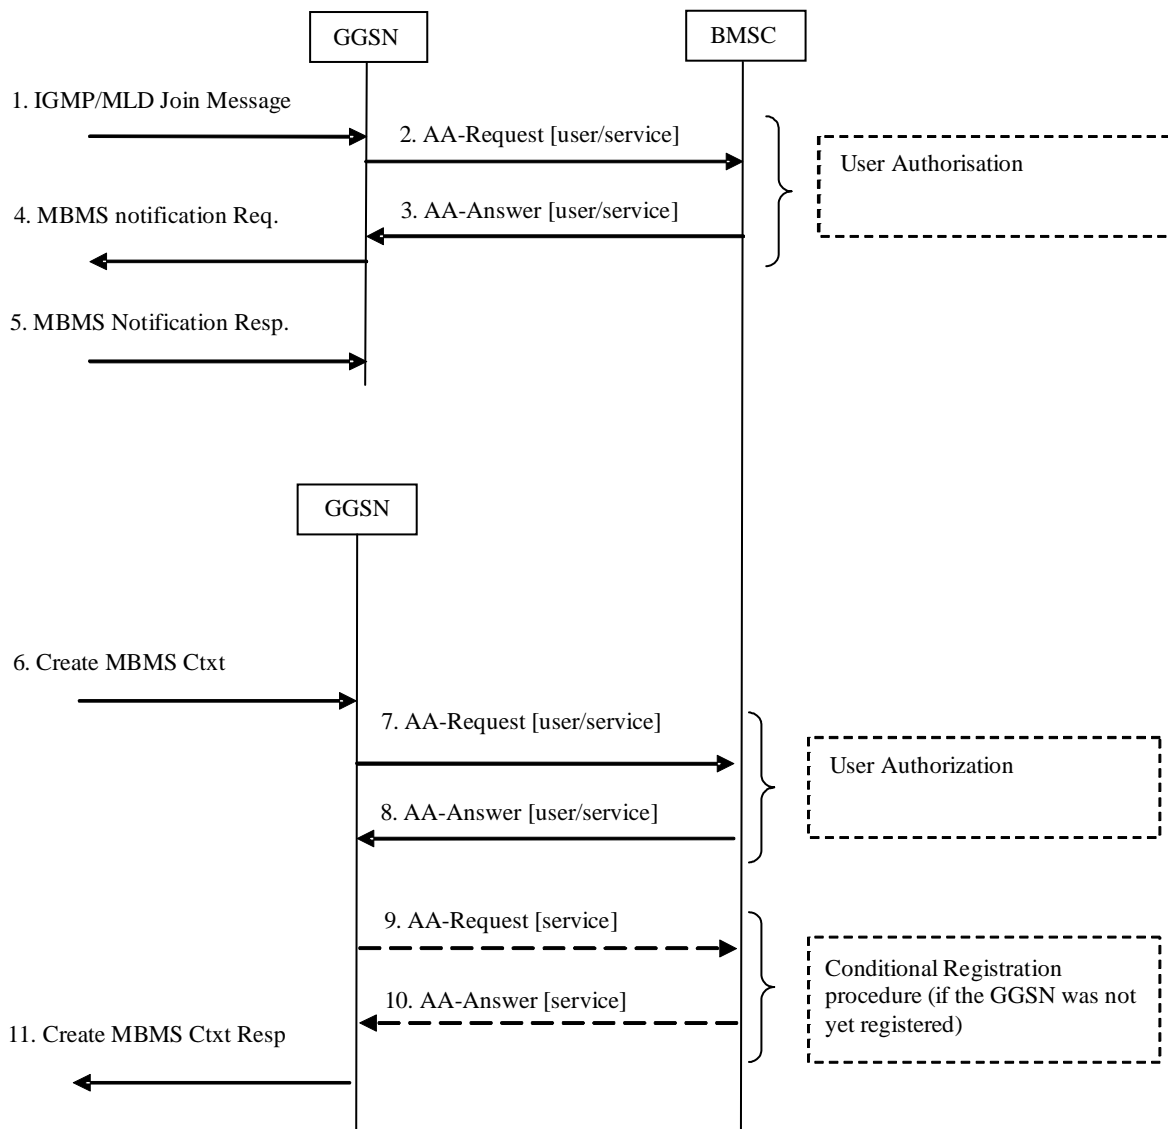 GGSN
BMSC
1. IGMP/MLD Join Message
2. AA-Request [user/service]
User Authorisation
3. AA-Answer [user/service]
4. MBMS notification Req.
5. MBMS Notification Resp.
GGSN
6. Create MBMS Ctxt
7. AA-Request [user/service]
User Authorization
8. AA-Answer [user/service]
9. AA-Request [service]
Conditional Registration
procedure (if the GGSN was not
yet registered)
10. AA-Answer [service]
11. Create MBMS Ctxt Resp